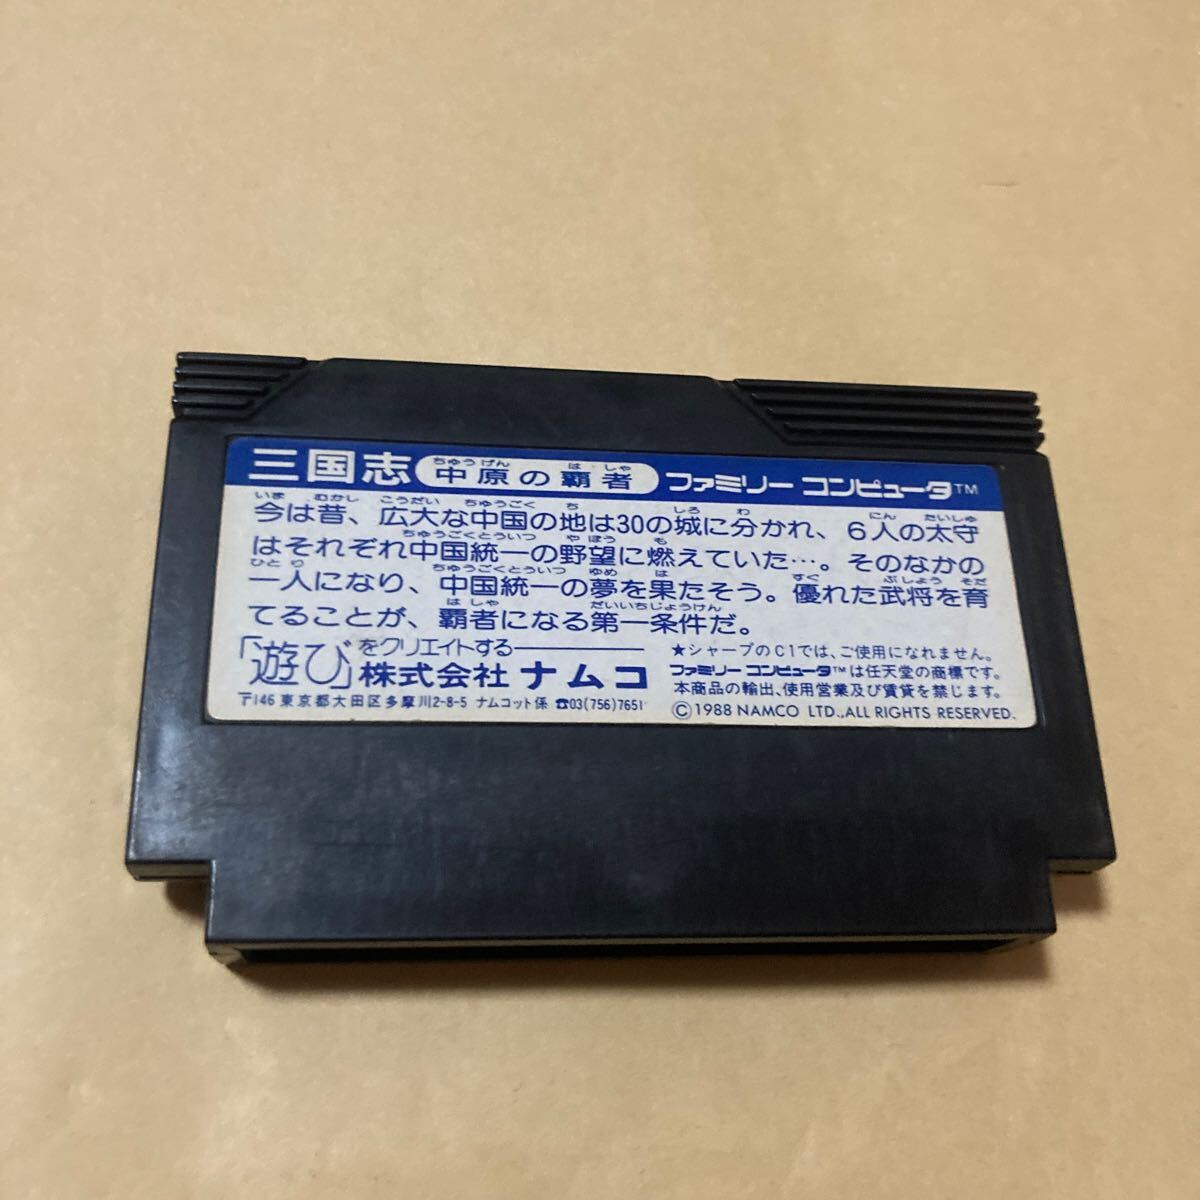 三国志 中原の覇者 ファミリー コンピュータ™
ちゅうげん は しゃ
いま むかし こうだい ちゅうごく ち しろ わ にん たいしゅ
今は昔、広大な中国の地は30の城に分かれ、6人の太守
ちゅうごくとういつ やぼう も
はそれぞれ中国統一の野望に燃えていた…。そのなかの
ひとり ちゅうごくとういつ ゆめ は すぐ ぶしょう そだ
一人になり、中国統一の夢を果たそう。優れた武将を育
はしゃ だいいちじょうけん
てることが、覇者になる第一条件だ。
「遊び」をクリエイトする
株式会社 ナムコ
〒146 東京都大田区多摩川2-8-5 ナムコット係 ☎03(756)7651
★シャープのC1では、ご使用になれません。
ファミリー コンピュータ™は任天堂の商標です。
本商品の輸出、使用営業及び賃貸を禁じます。
©1988 NAMCO LTD.,ALL RIGHTS RESERVED.